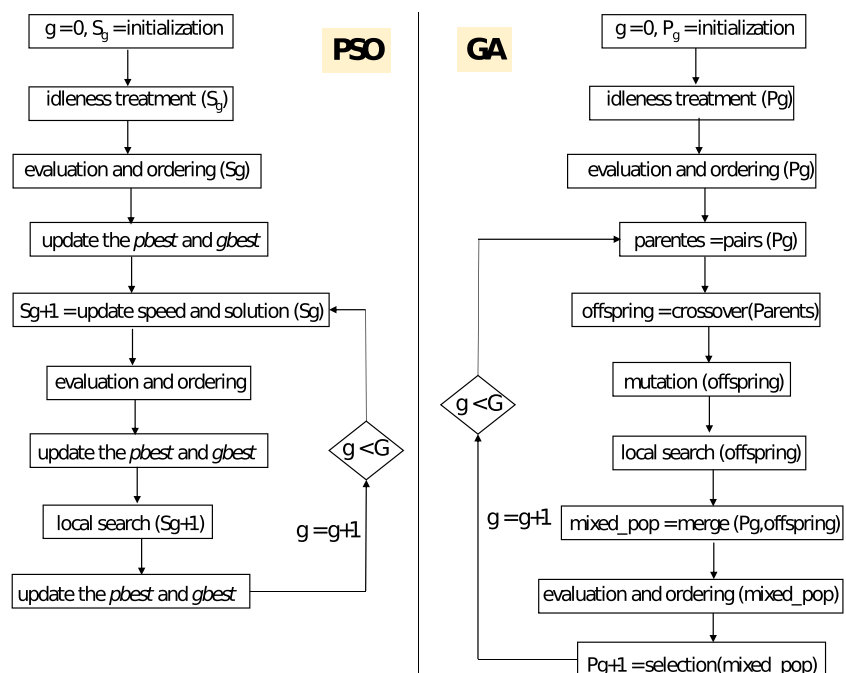 PSO
g=0, Sg =initialization
idleness treatment (Sg)
evaluation and ordering (Sg)
update the pbest and gbest
Sg+1 =update speed and solution (Sg)
evaluation and ordering
update the pbest and gbest
local search (Sg+1)
update the pbest and gbest
g=g+1
g<G
GA
g=0, Pg =initialization
idleness treatment (Pg)
evaluation and ordering (Pg)
parentes =pairs (Pg)
offspring =crossover(Parents)
mutation (offspring)
local search (offspring)
mixed_pop =merge (Pg,offspring)
evaluation and ordering (mixed_pop)
Pg+1 =selection(mixed_pop)
g=g+1
g<G